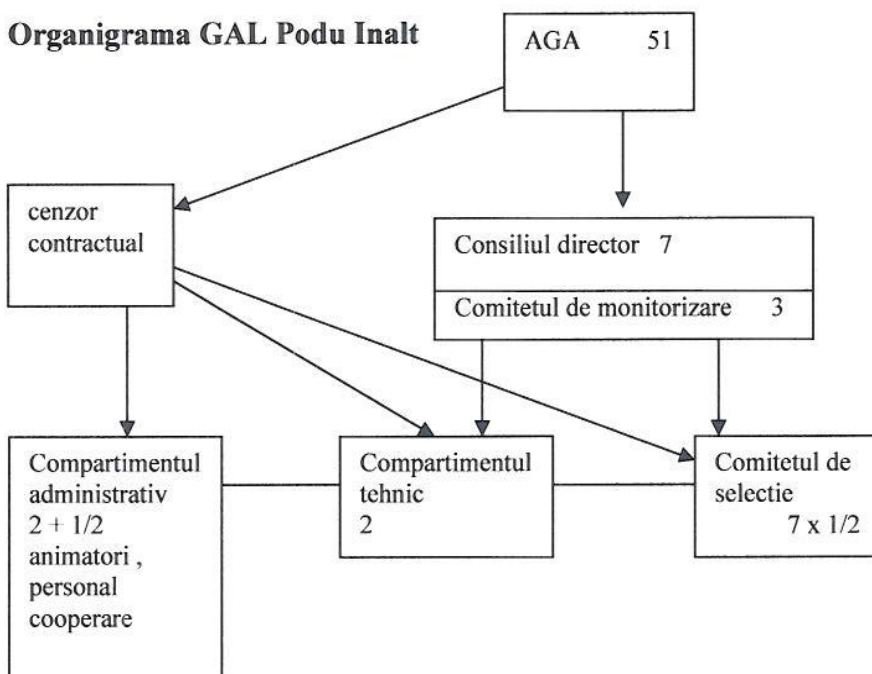 Organigrama GAL Podu Inalt
AGA 51
cenzor
contractual
Consiliul director 7
Comitetul de monitorizare 3
Compartimentul
administrativ
2 + 1/2
animatori ,
personal
cooperare
Compartimentul
tehnic
2
Comitetul de
selectie
7 x 1/2